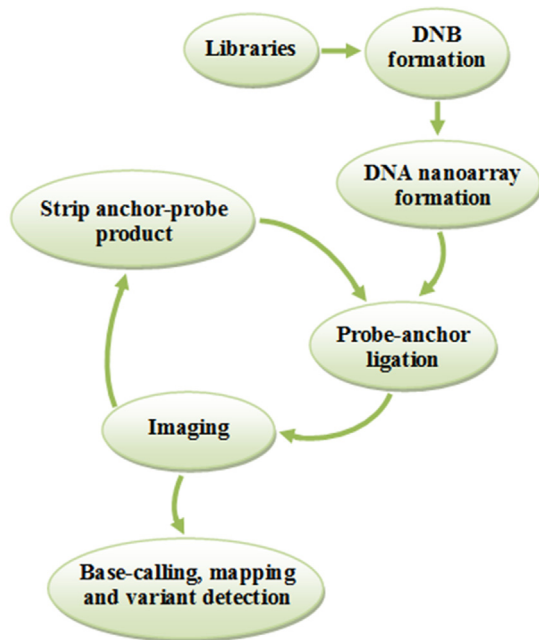 Libraries
DNB
formation
DNA nanoarray
formation
Strip anchor-probe
product
Probe-anchor
ligation
Imaging
Base-calling, mapping
and variant detection